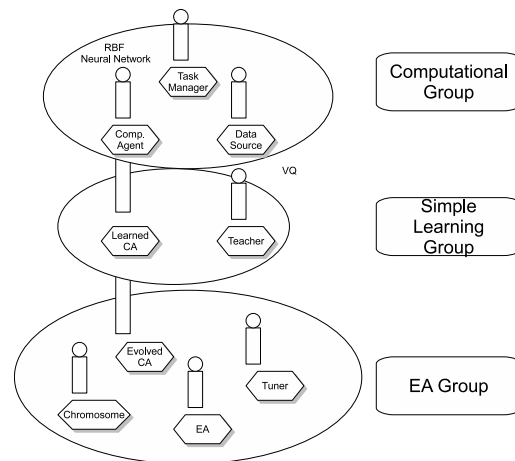 RBF
Neural Network
Task
Manager
Comp.
Agent
Data
Source
Computational
Group
VQ
Learned
CA
Teacher
Simple
Learning
Group
Evolved
CA
Tuner
Chromosome
EA
EA Group